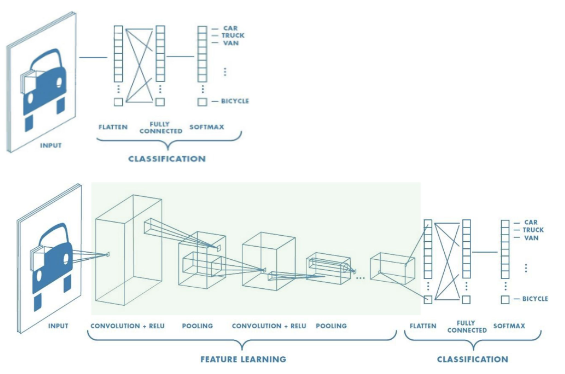 CAR
TRUCK
VAN
BICYCLE
FLATTEN
FULLY
CONNECTED
SOFTMAX
INPUT
CLASSIFICATION
CAR
TRUCK
VAN
BICYCLE
INPUT
CONVOLUTION + RELU
POOLING
CONVOLUTION + RELU
POOLING
FLATTEN
FULLY
CONNECTED
SOFTMAX
FEATURE LEARNING
CLASSIFICATION